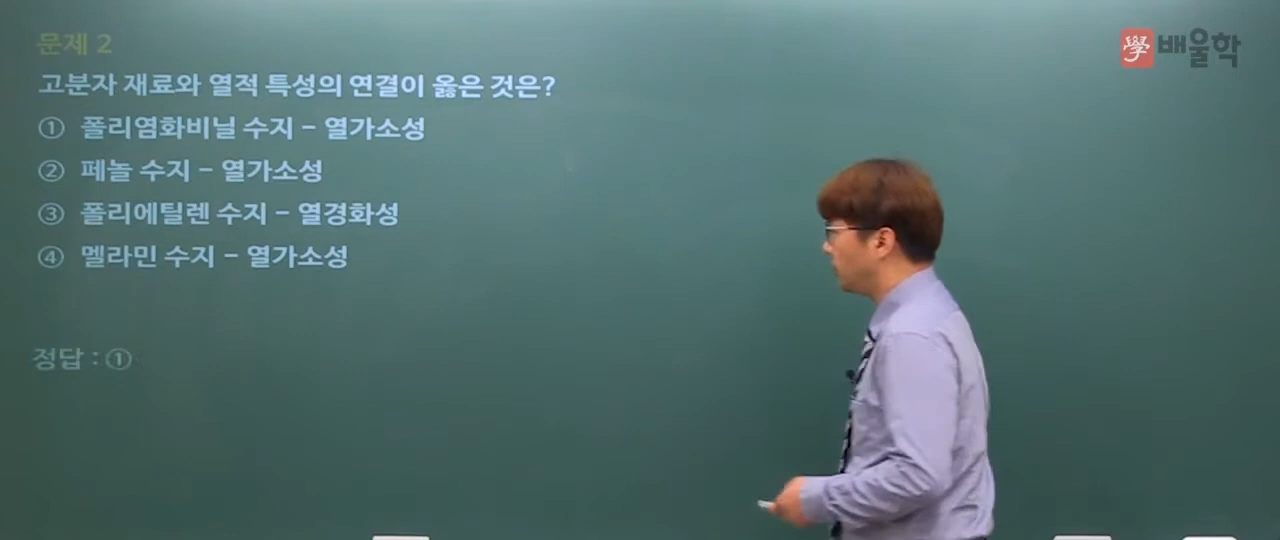 문제 2
고분자 재료와 열적 특성의 연결이 옳은 것은?
① 폴리염화비닐 수지 - 열가소성
② 페놀 수지 - 열가소성
③ 폴리에틸렌 수지 - 열경화성
④ 멜라민 수지 - 열가소성
정답 : ①
學 배울학